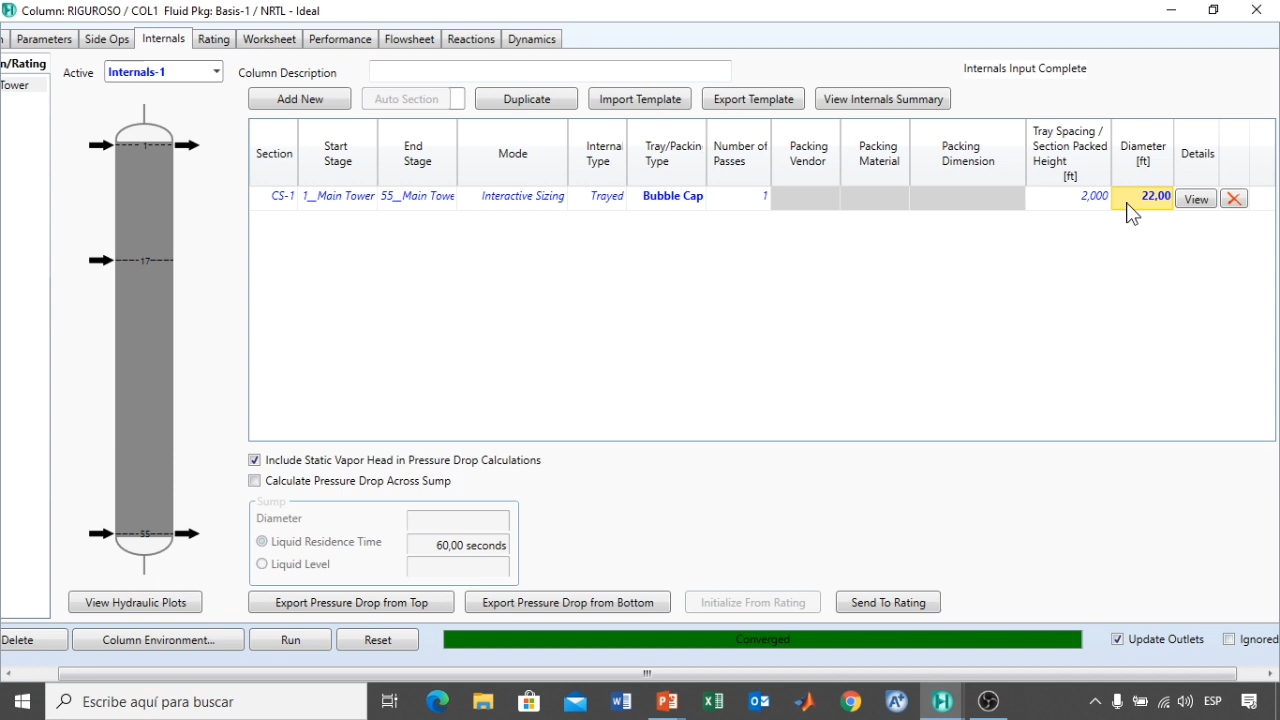 Column: RIGUROSO / COL1 Fluid Pkg: Basis-1 / NRTL - Ideal
Parameters Side Ops Internals Rating Worksheet Performance Flowsheet Reactions Dynamics
n/Rating
Tower
Active Internals-1 Column Description
Internals Input Complete
Add New Auto Section Duplicate Import Template Export Template View Internals Summary
Section
Start
Stage
End
Stage
Mode
Internal
Type
Tray/Packin
Type
Number of
Passes
Packing
Vendor
Packing
Material
Packing
Dimension
Tray Spacing /
Section Packed
Height
[ft]
Diameter
[ft]
Details
CS-1 1__Main Tower 55__Main Towe Interactive Sizing Trayed Bubble Cap 1 2,000 22,00 View
1
17
55
Include Static Vapor Head in Pressure Drop Calculations
Calculate Pressure Drop Across Sump
Sump
Diameter
Liquid Residence Time 60,00 seconds
Liquid Level
View Hydraulic Plots Export Pressure Drop from Top Export Pressure Drop from Bottom Initialize From Rating Send To Rating
Delete Column Environment... Run Reset Converged Update Outlets Ignored
Escribe aquí para buscar
ESP